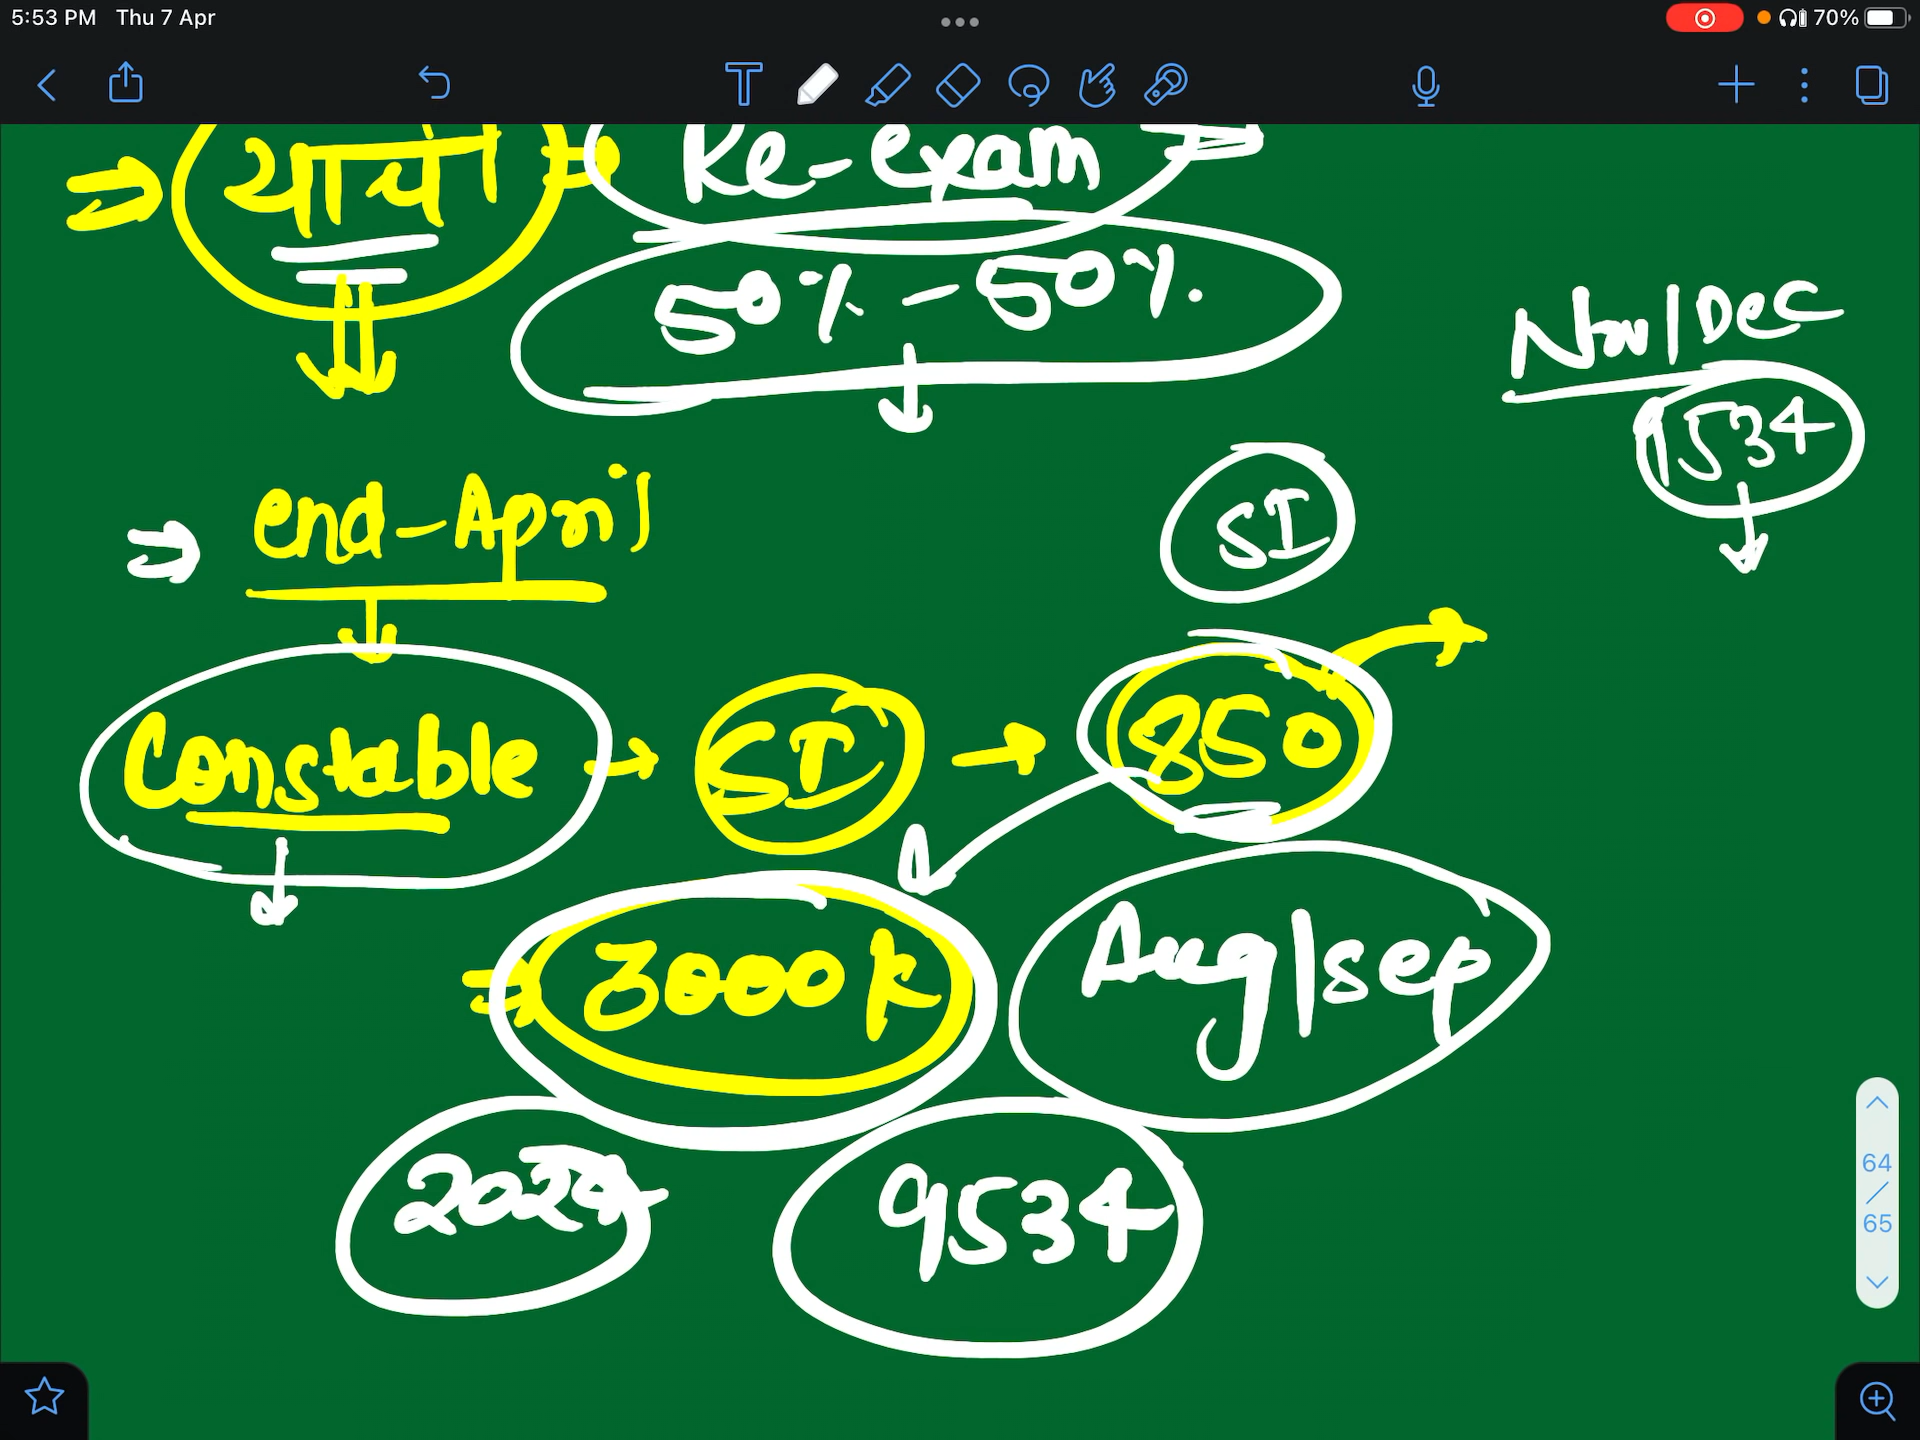 5:53 PM Thu 7 Apr
70%
Re-exam
50% - 50%.
Nov/Dec
9534
SI
end-April
Constable → SI → 850
3000k
Aug/sep
9534
64
/
65